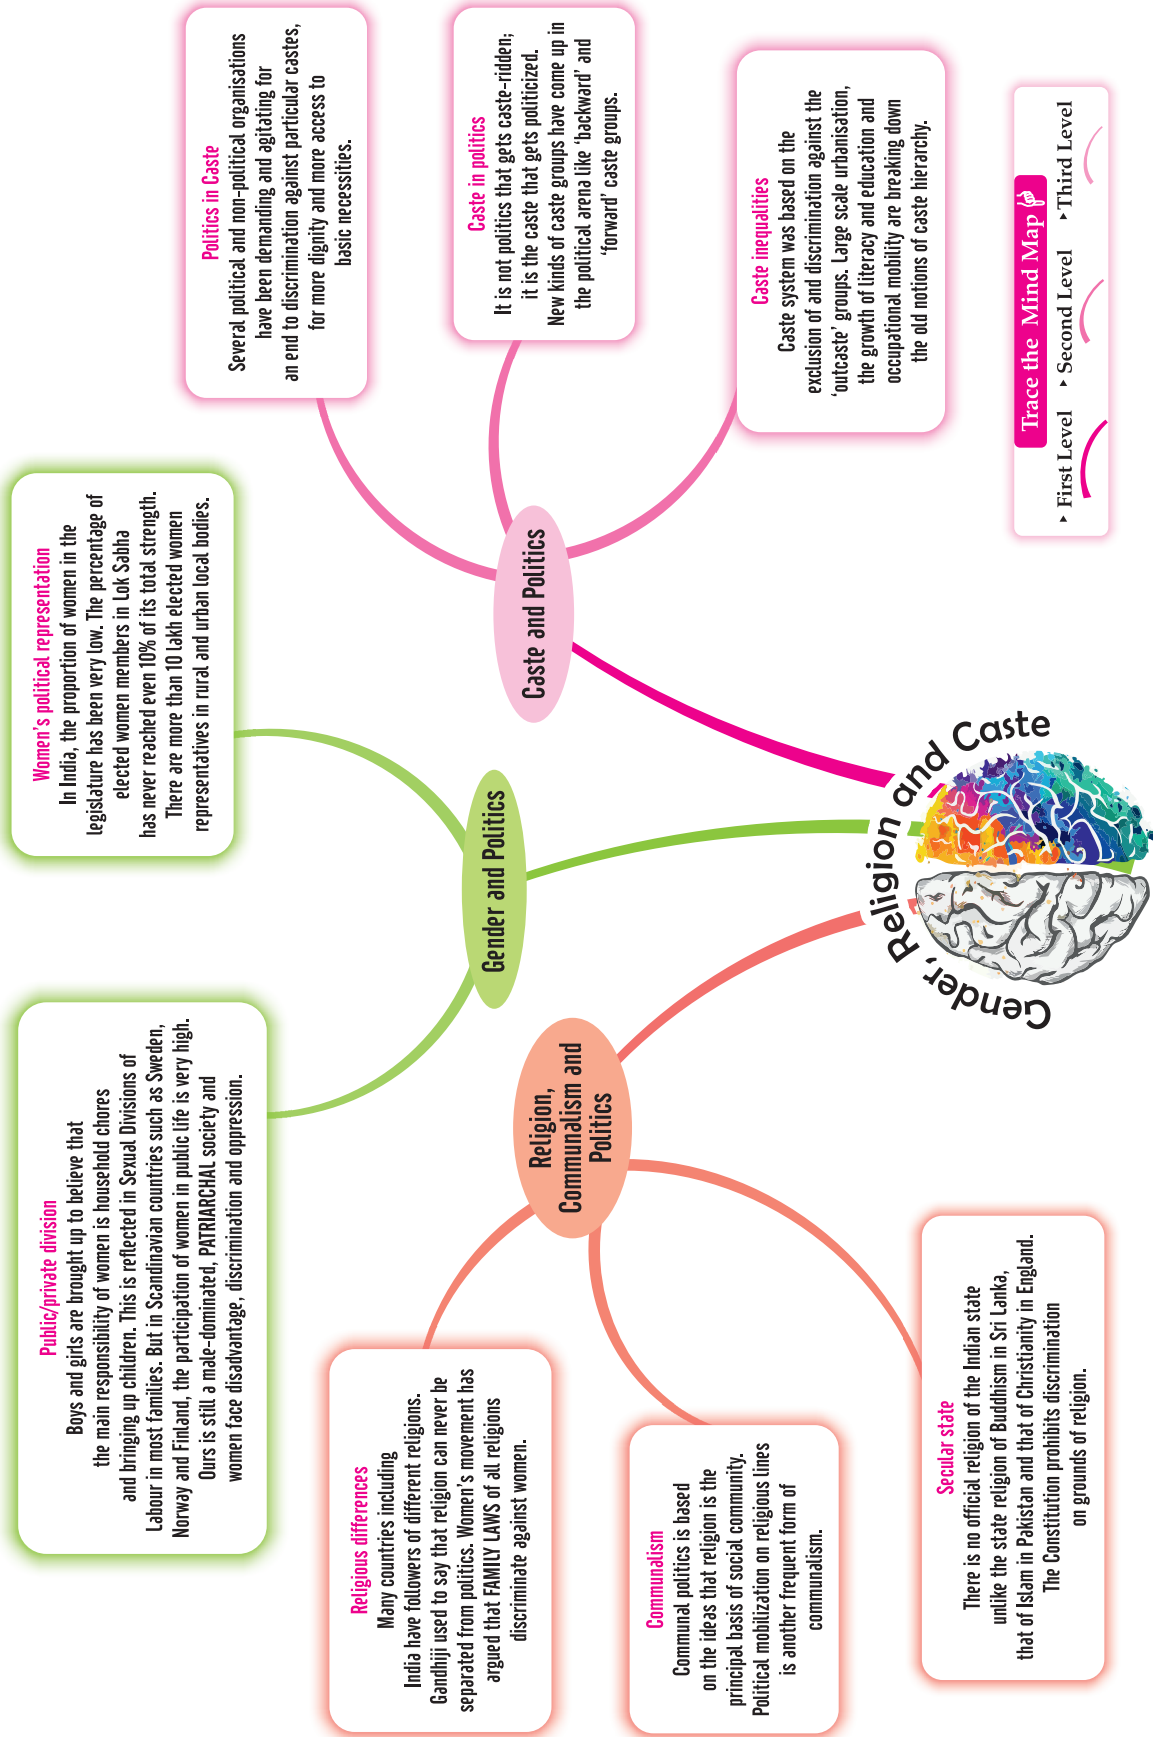 Gender, Religion and Caste
Religion,
Communalism and
Politics
Religious differences
Many countries including
India have followers of different religions.
Gandhiji used to say that religion can never be
separated from politics. Women's movement has
argued that FAMILY LAWS of all religions
discriminate against women.
Communalism
Communal politics is based
on the ideas that religion is the
principal basis of social community.
Political mobilization on religious lines
is another frequent form of
communalism.
Secular state
There is no official religion of the Indian state
unlike the state religion of Buddhism in Sri Lanka,
that of Islam in Pakistan and that of Christianity in England.
The Constitution prohibits discrimination
on grounds of religion.
Gender and Politics
Public/private division
Boys and girls are brought up to believe that
the main responsibility of women is household chores
and bringing up children. This is reflected in Sexual Divisions of
Labour in most families. But in Scandinavian countries such as Sweden,
Norway and Finland, the participation of women in public life is very high.
Ours is still a male-dominated, PATRIARCHAL society and
women face disadvantage, discrimination and oppression.
Women's political representation
In India, the proportion of women in the
legislature has been very low. The percentage of
elected women members in Lok Sabha
has never reached even 10% of its total strength.
There are more than 10 lakh elected women
representatives in rural and urban local bodies.
Caste and Politics
Politics in Caste
Several political and non-political organisations
have been demanding and agitating for
an end to discrimination against particular castes,
for more dignity and more access to
basic necessities.
Caste in politics
It is not politics that gets caste-ridden;
it is the caste that gets politicized.
New kinds of caste groups have come up in
the political arena like 'backward' and
'forward' caste groups.
Caste inequalities
Caste system was based on the
exclusion of and discrimination against the
'outcaste' groups. Large scale urbanisation,
the growth of literacy and education and
occupational mobility are breaking down
the old notions of caste hierarchy.
Trace the Mind Map
▸ First Level ▸ Second Level ▸ Third Level